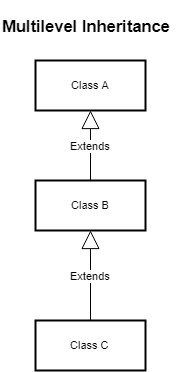 Multilevel Inheritance
Class A
Extends
Class B
Extends
Class C